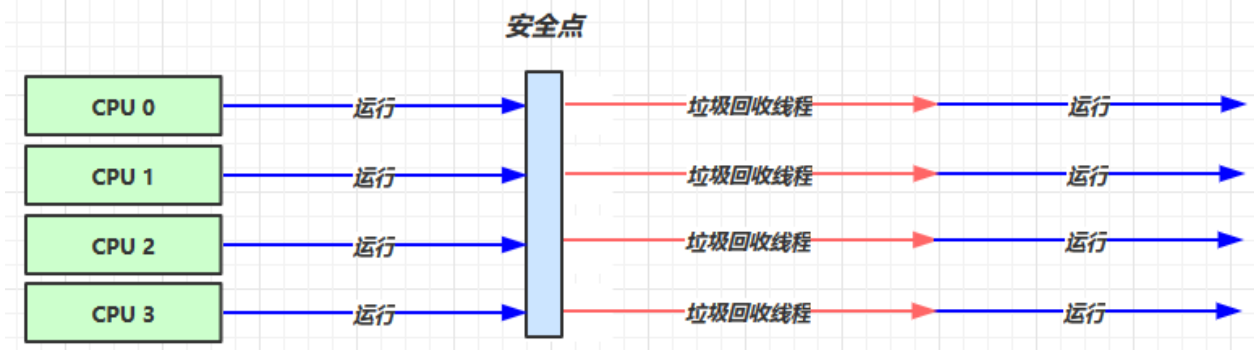 安全点
CPU 0 运行 垃圾回收线程 运行
CPU 1 运行 垃圾回收线程 运行
CPU 2 运行 垃圾回收线程 运行
CPU 3 运行 垃圾回收线程 运行